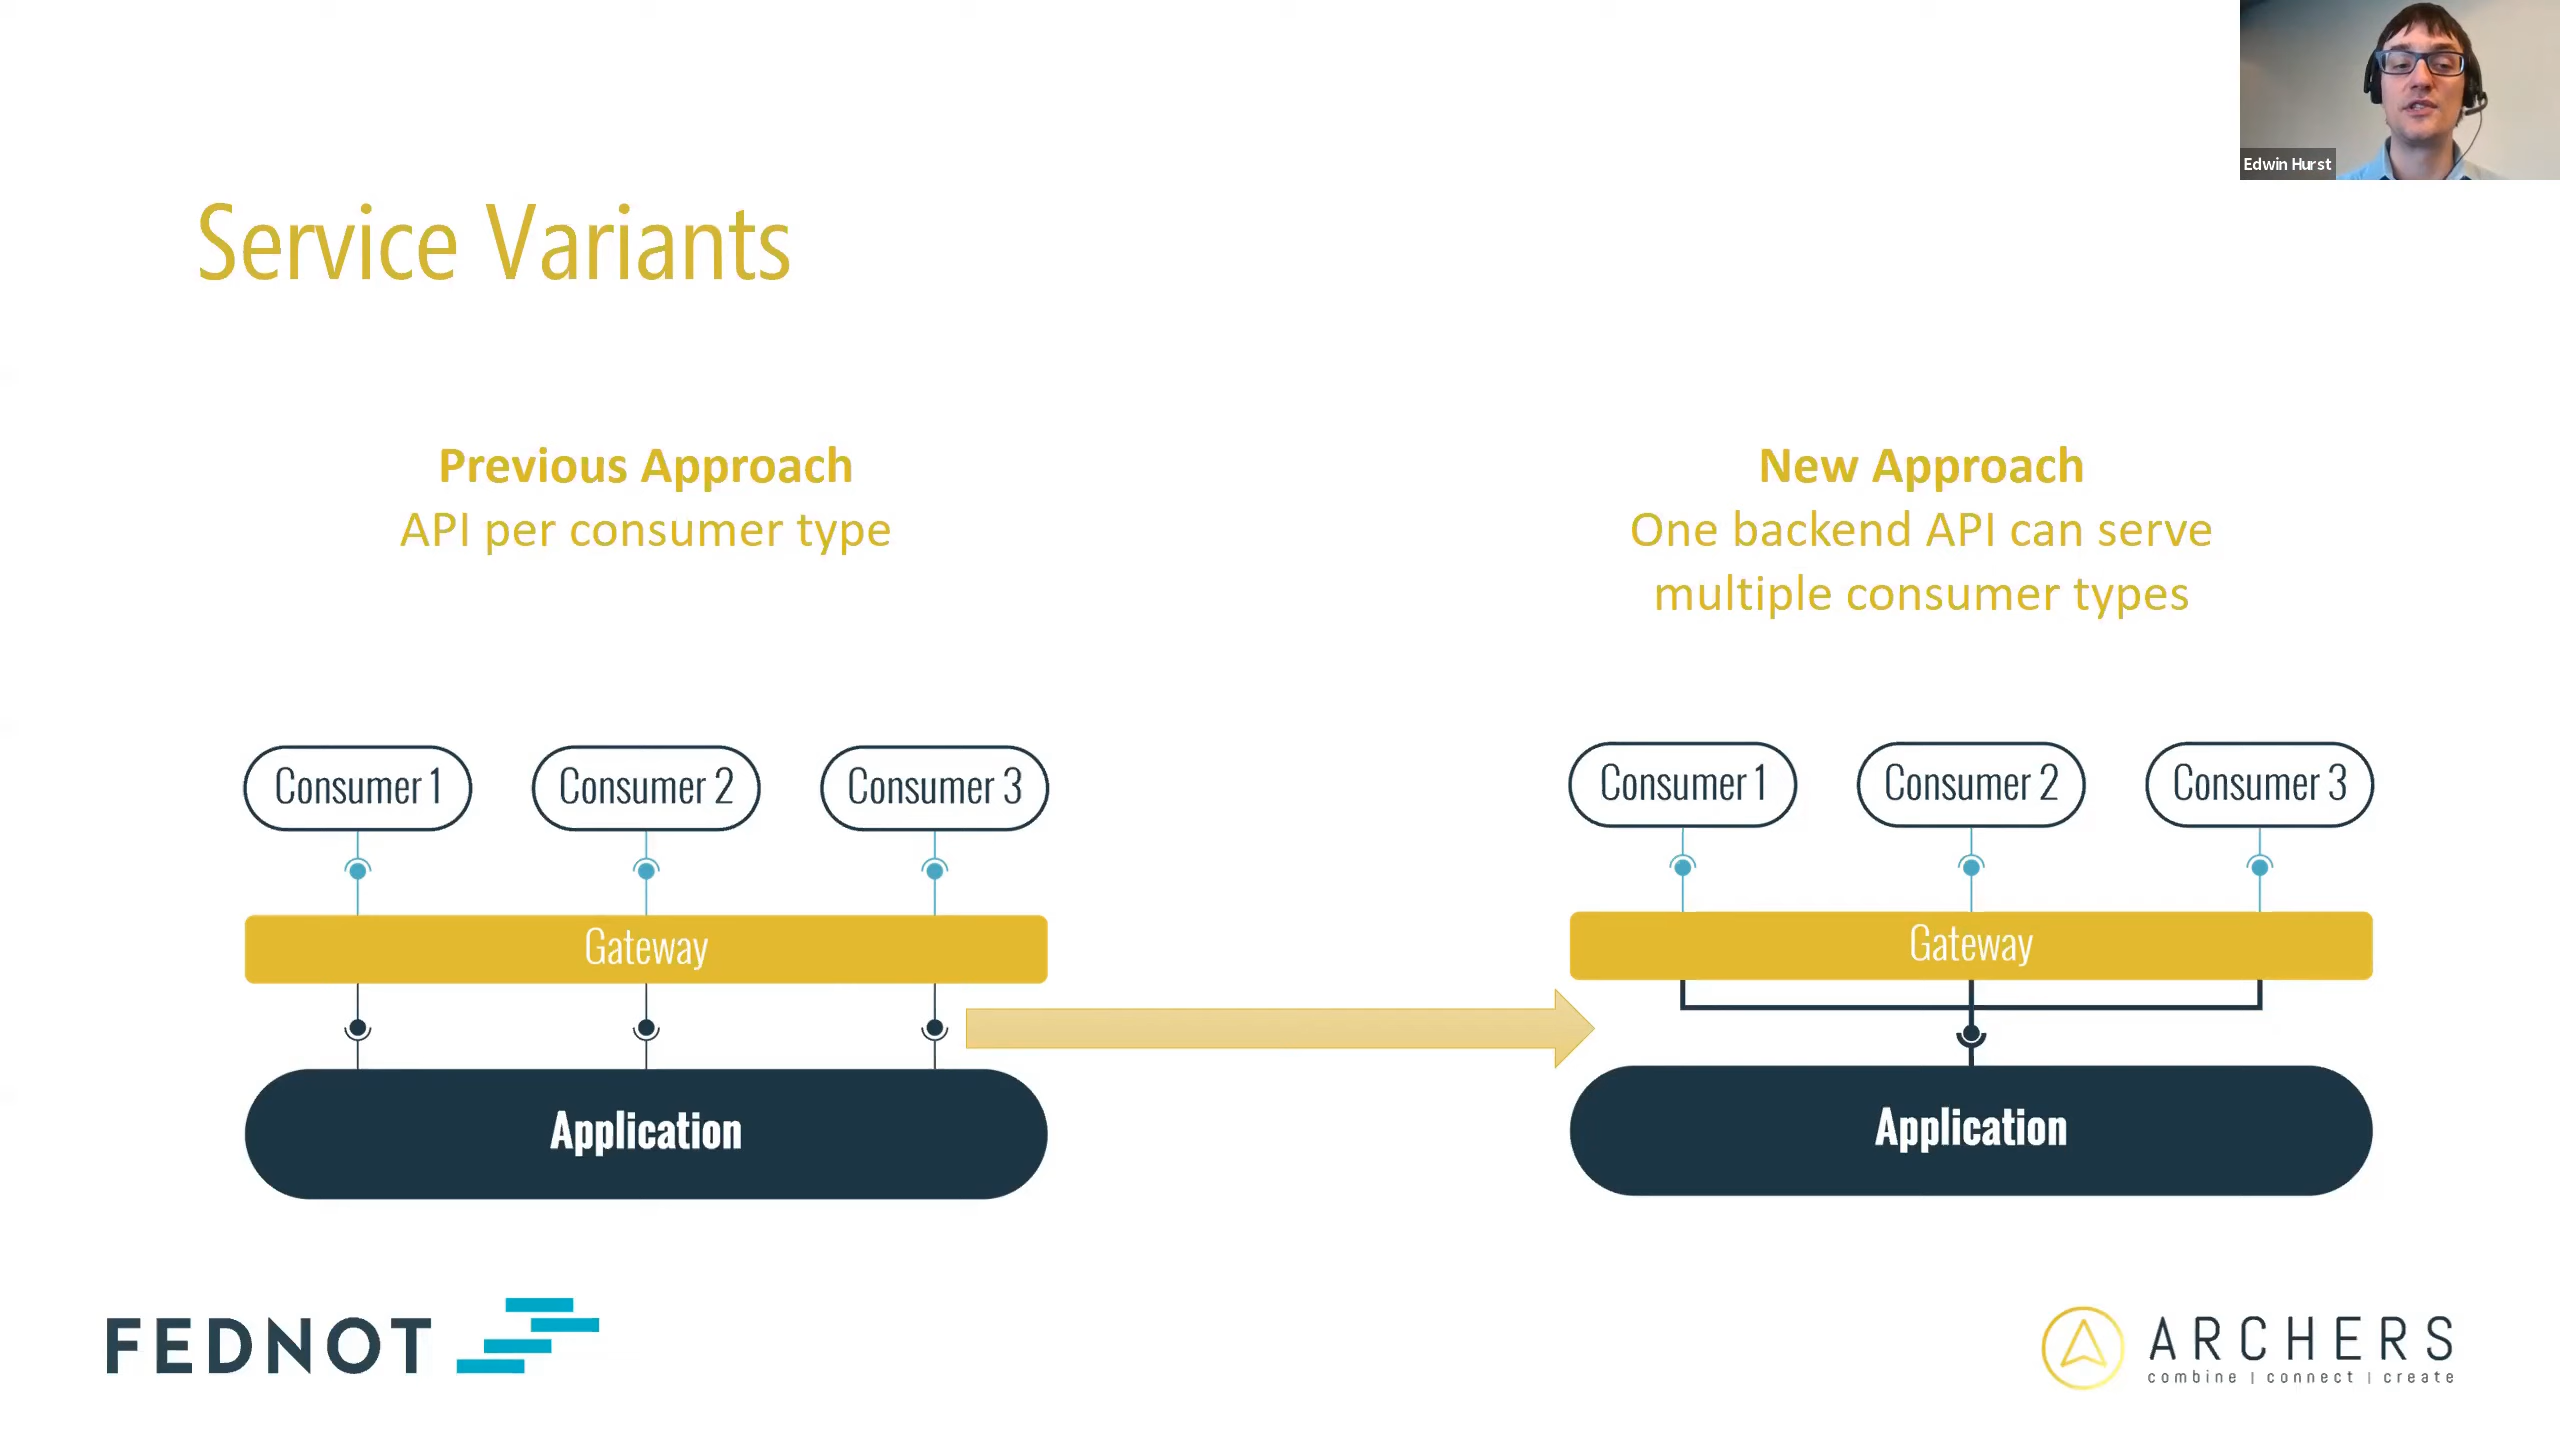 Edwin Hurst
Service Variants
Previous Approach
API per consumer type
New Approach
One backend API can serve
multiple consumer types
Consumer 1
Consumer 2
Consumer 3
Gateway
Application
Consumer 1
Consumer 2
Consumer 3
Gateway
Application
FEDNOT
ARCHERS
combine | connect | create